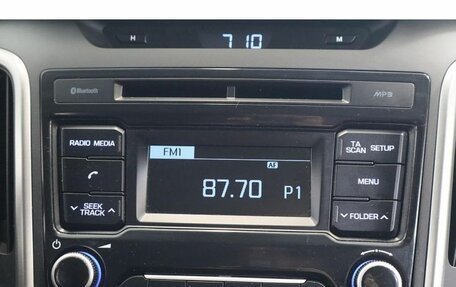 H 7 10 M
Bluetooth MP3
RADIO MEDIA FM1 TA SCAN SETUP
AF
87.70 P1 MENU
SEEK TRACK FOLDER